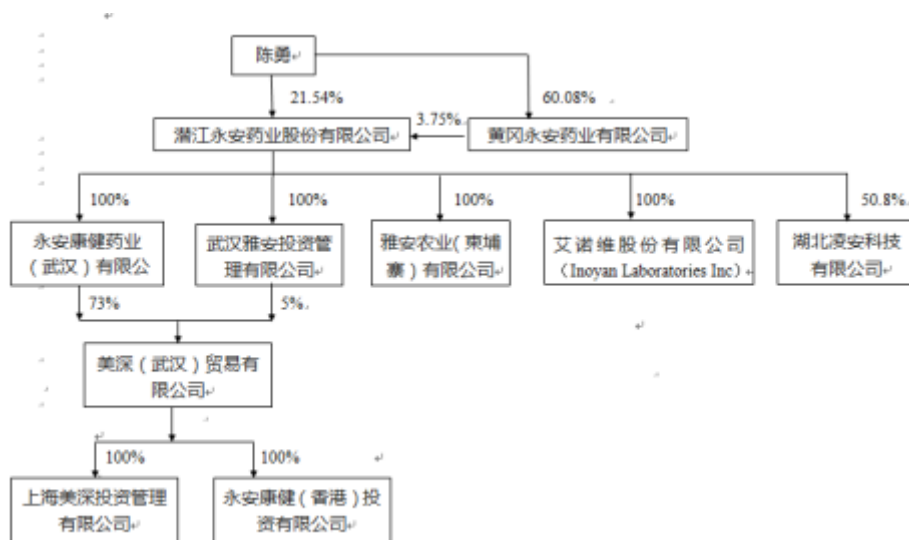 陈勇
21.54%
60.08%
潜江永安药业股份有限公司
3.75%
黄冈永安药业有限公司
100%
100%
100%
100%
50.8%
永安康健药业
（武汉）有限公
武汉雅安投资管
理有限公司
雅安农业（柬埔
寨）有限公司
艾诺维股份有限公司
（Inoyan Laboratories Inc）
湖北凌安科技
有限公司
73%
5%
美深（武汉）贸易有
限公司
100%
100%
上海美深投资管理
有限公司
永安康健（香港）投
资有限公司